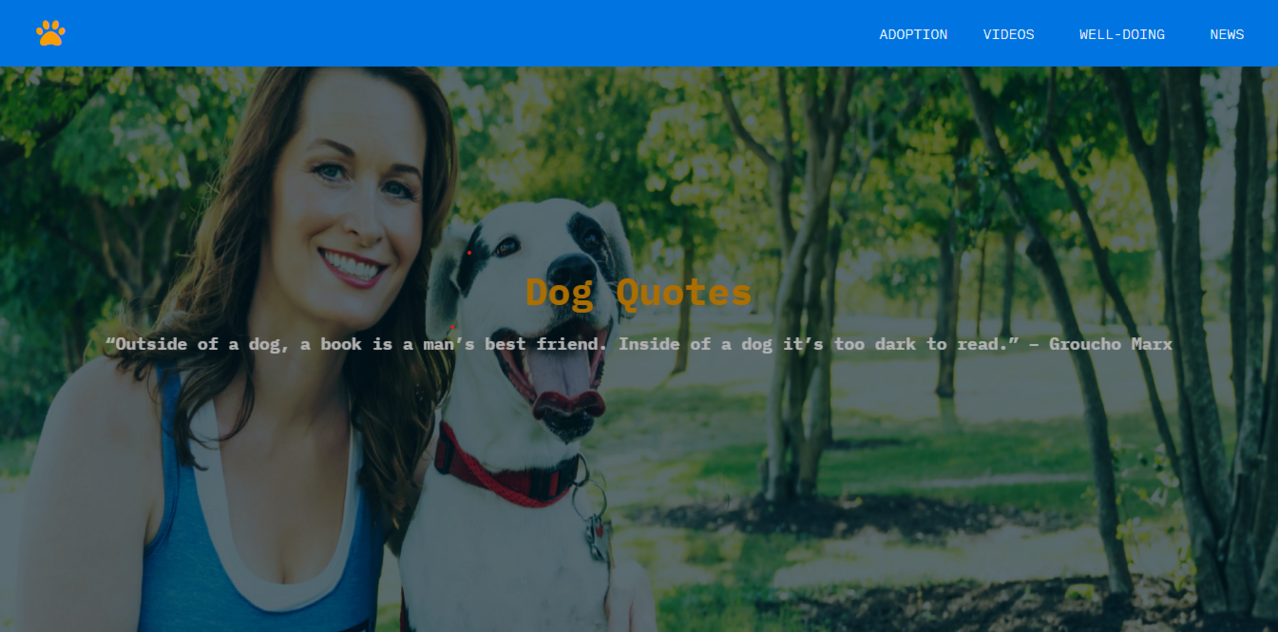 ADOPTION VIDEOS WELL-DOING NEWS
Dog Quotes
“Outside of a dog, a book is a man’s best friend. Inside of a dog it’s too dark to read.” – Groucho Marx